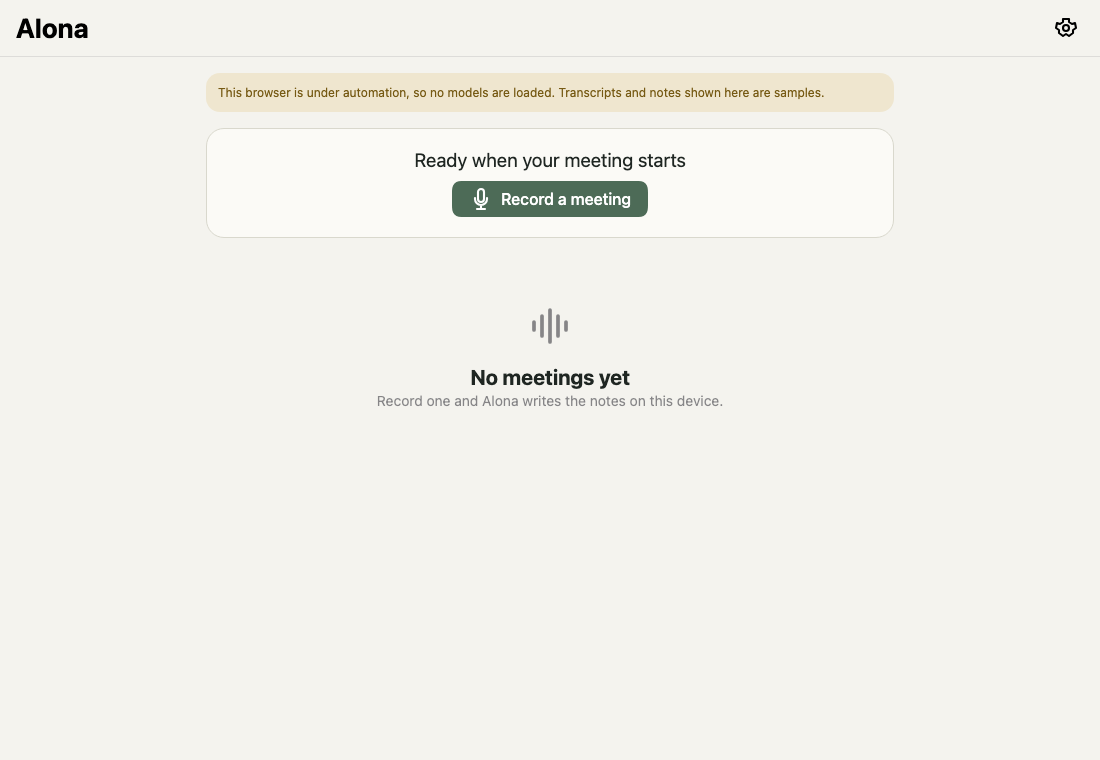 Alona
This browser is under automation, so no models are loaded. Transcripts and notes shown here are samples.
Ready when your meeting starts
Record a meeting
No meetings yet
Record one and Alona writes the notes on this device.